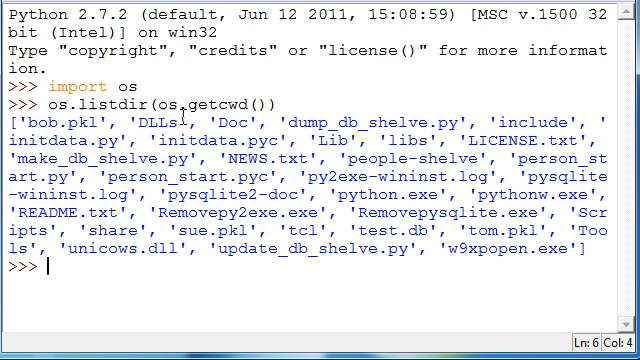 Python 2.7.2 (default, Jun 12 2011, 15:08:59) [MSC v.1500 32
bit (Intel)] on win32
Type "copyright", "credits" or "license()" for more informat
ion.
>>> import os
>>> os.listdir(os.getcwd())
['bob.pkl', 'DLLs', 'Doc', 'dump_db_shelve.py', 'include', '
initdata.py', 'initdata.pyc', 'Lib', 'libs', 'LICENSE.txt',
'make_db_shelve.py', 'NEWS.txt', 'people-shelve', 'person_st
art.py', 'person_start.pyc', 'py2exe-wininst.log', 'pysqlite
-wininst.log', 'pysqlite2-doc', 'python.exe', 'pythonw.exe',
'README.txt', 'Removepy2exe.exe', 'Removepysqlite.exe', 'Scr
ipts', 'share', 'sue.pkl', 'tcl', 'test.db', 'tom.pkl', 'Too
ls', 'unicows.dll', 'update_db_shelve.py', 'w9xpopen.exe']
>>>
Ln: 6 Col: 4